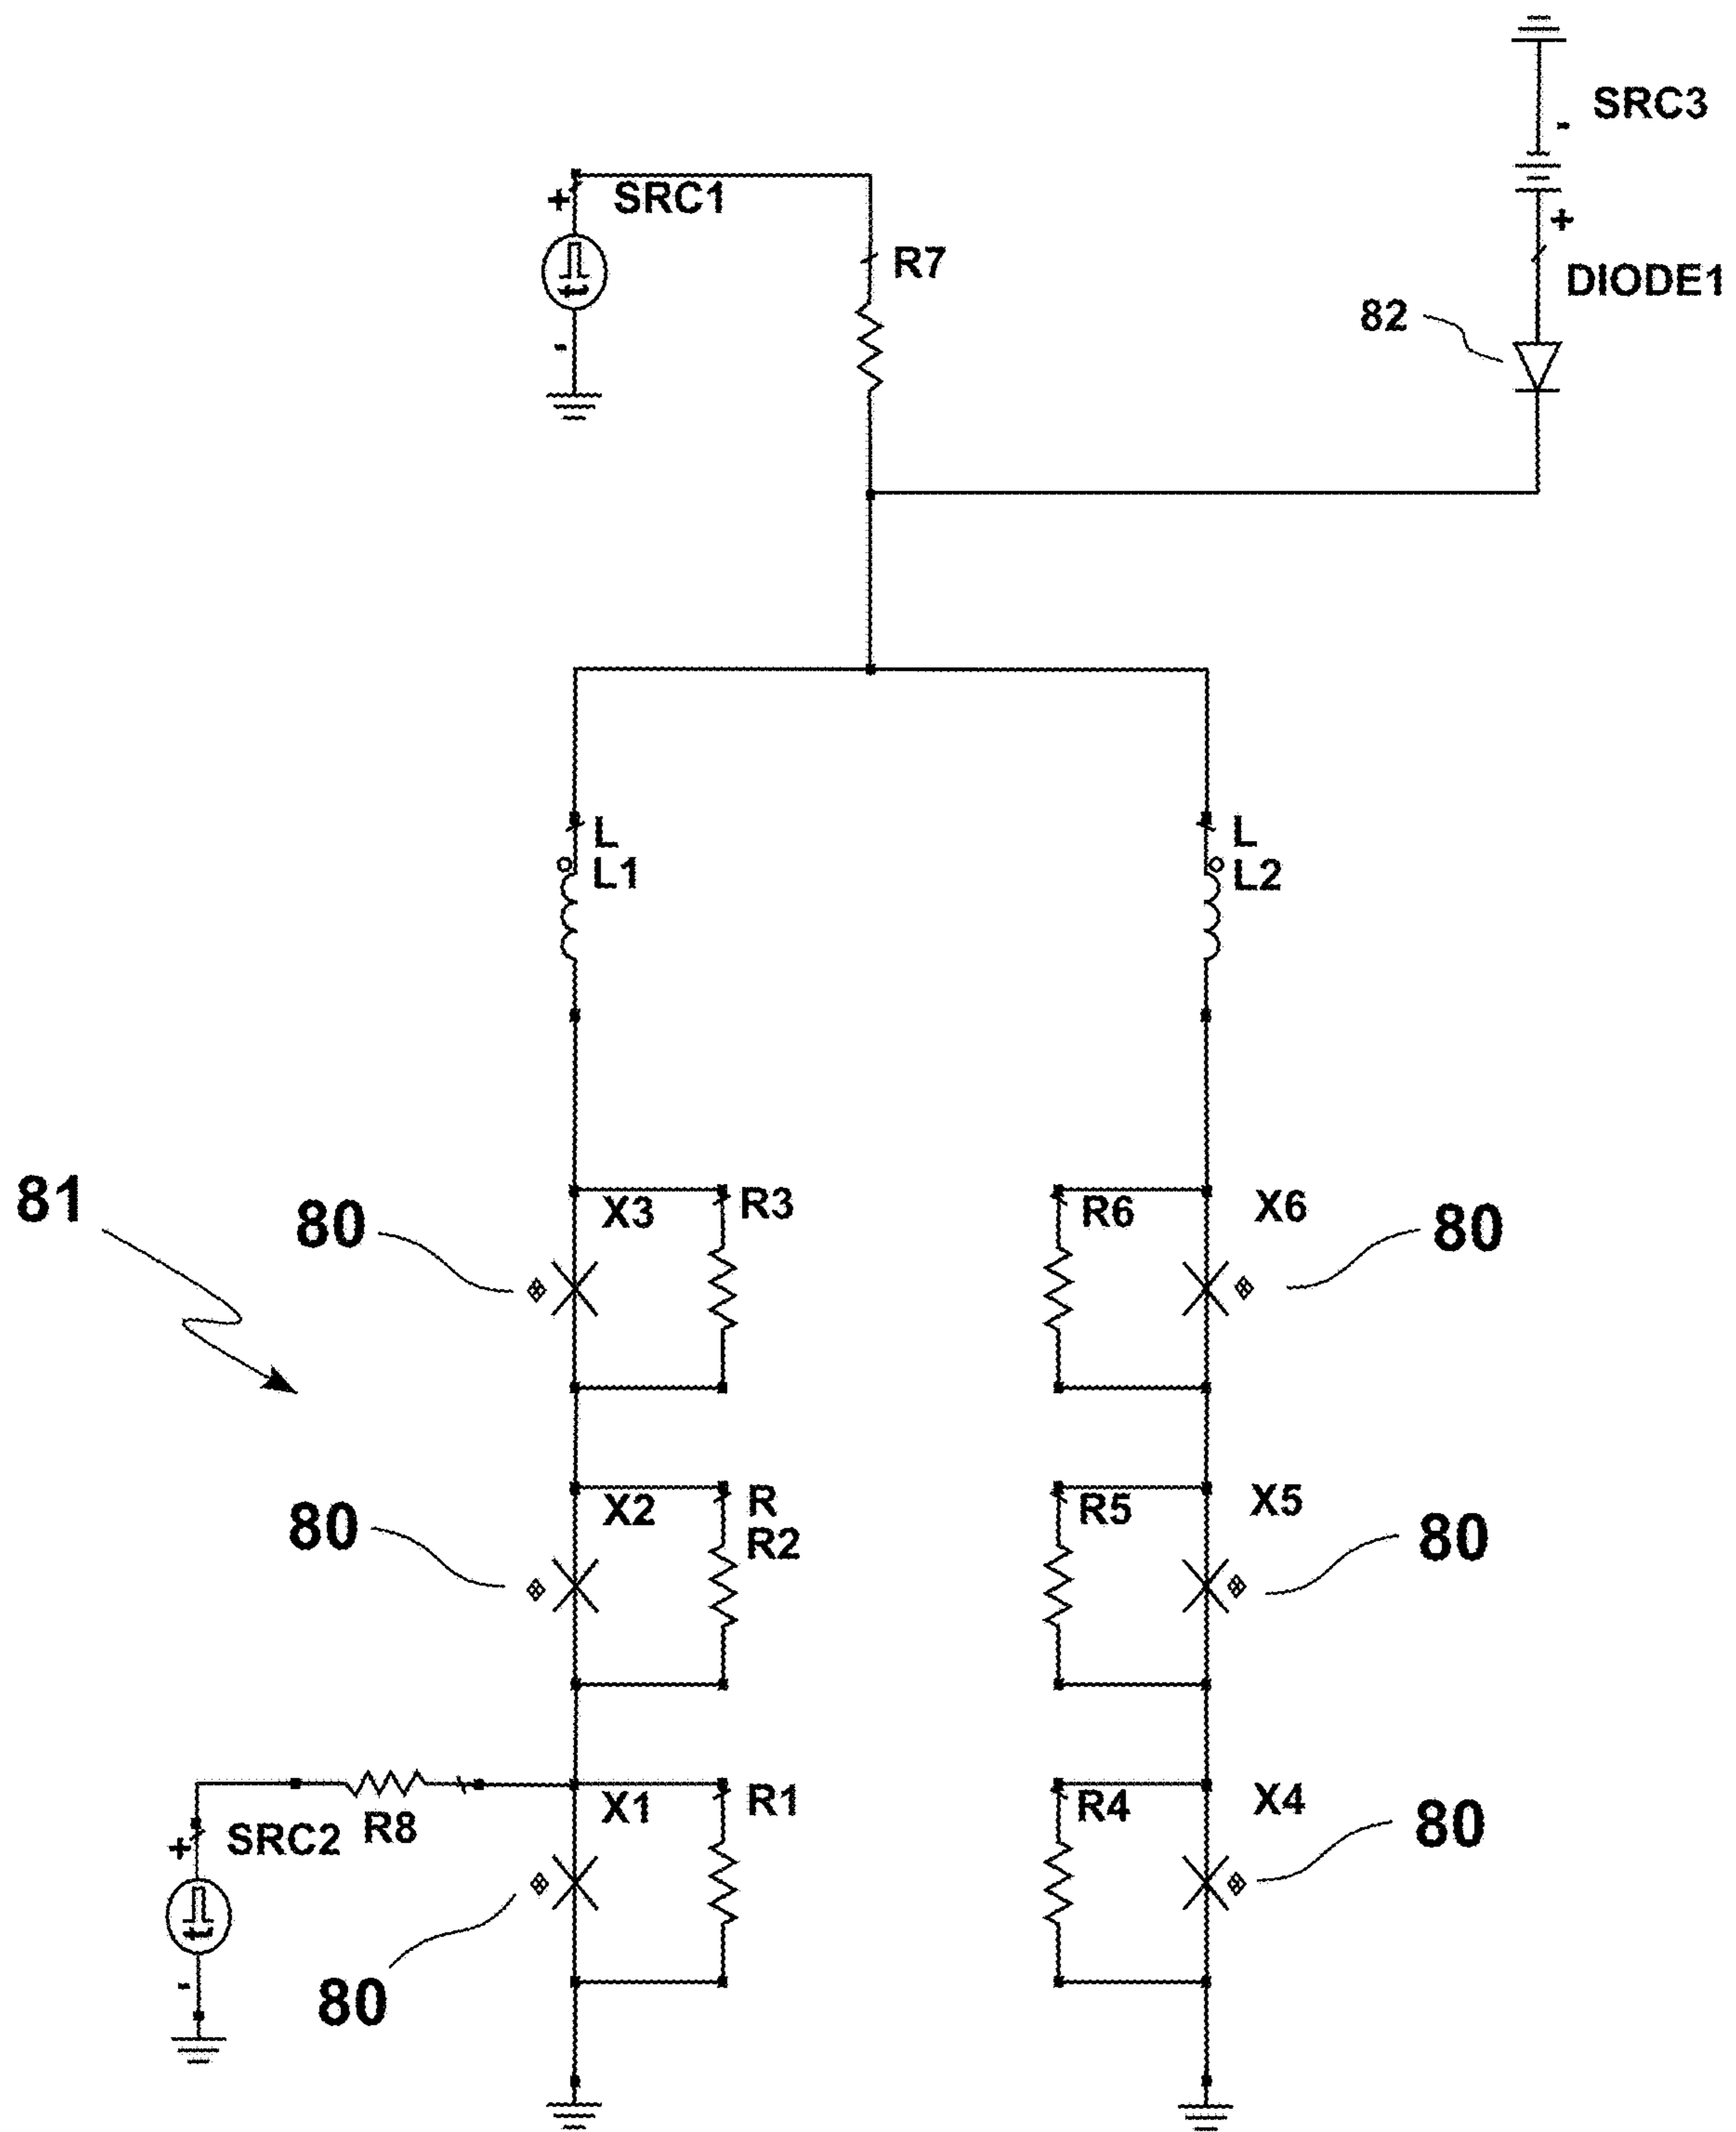 SRC3
-
+ SRC1
+
R7
DIODE1
82
-
L
L1
L
L2
81
80
X3
R3
R6
X6
80
80
X2
R
R2
R5
X5
80
X1
R1
R4
X4
80
+ SRC2
R8
t
-
80